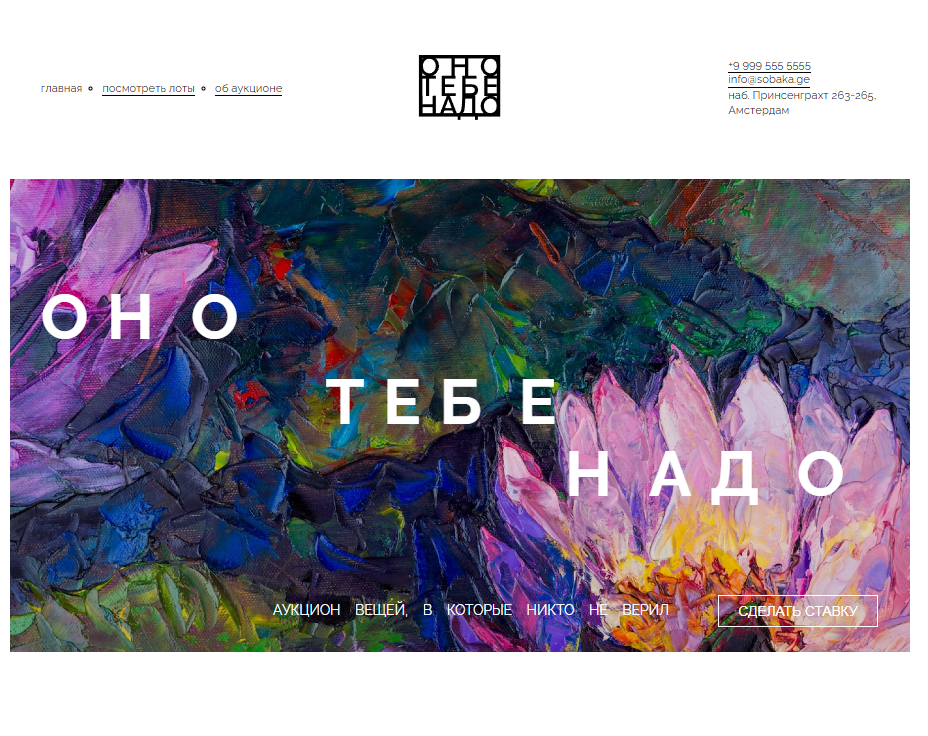 главная
посмотреть лоты
об аукционе
ОНО
ТЕБЕ
НАДО
+9 999 555 5555
info@sobaka.ge
наб. Принсенграхт 263-265,
Амстердам
ОНО
ТЕБЕ
НАДО
АУКЦИОН ВЕЩЕЙ, В КОТОРЫЕ НИКТО НЕ ВЕРИЛ
СДЕЛАТЬ СТАВКУ